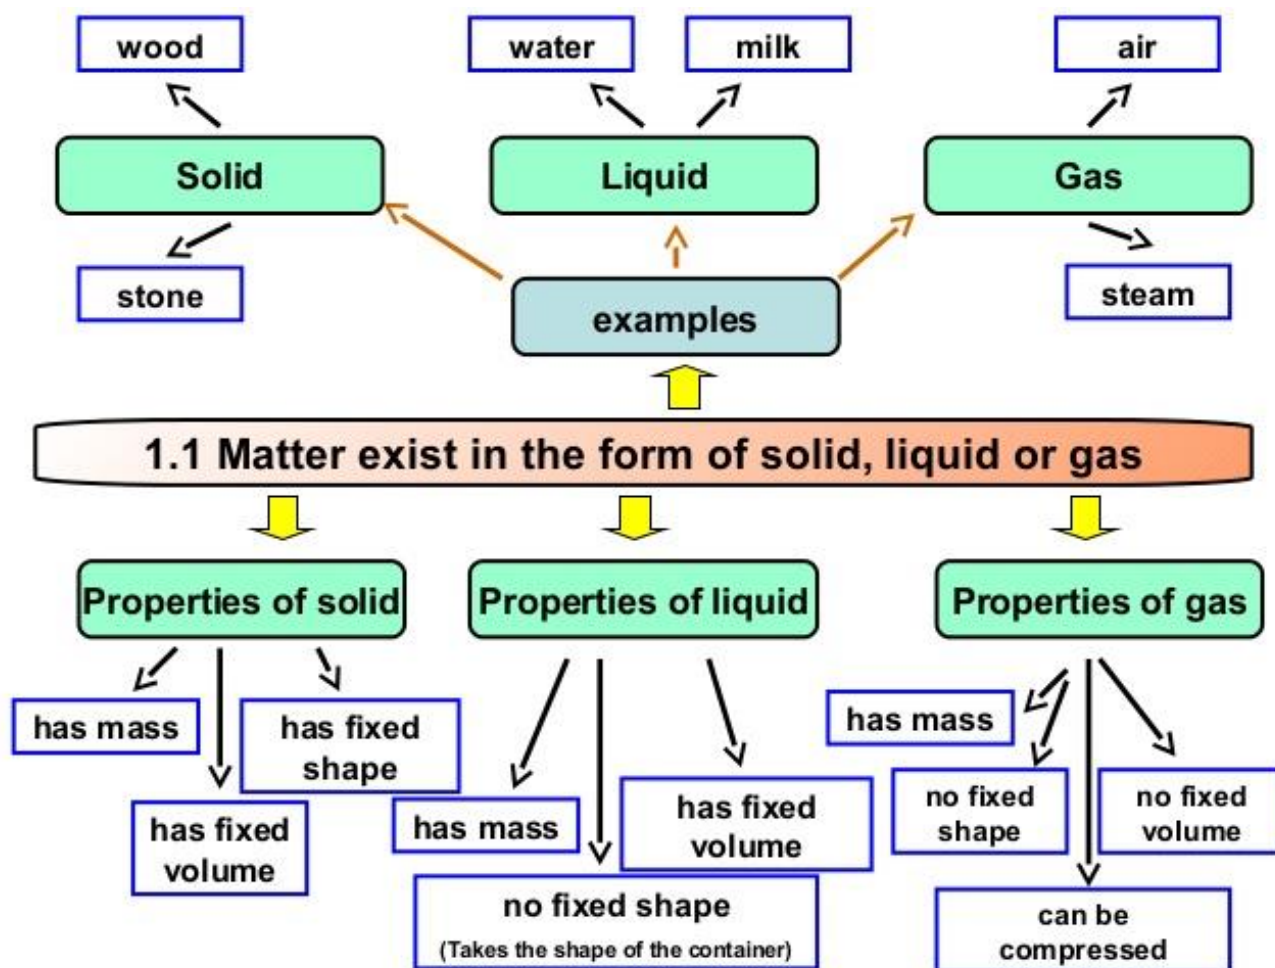 wood
water
milk
air
Solid
Liquid
Gas
stone
examples
steam
1.1 Matter exist in the form of solid, liquid or gas
Properties of solid
Properties of liquid
Properties of gas
has mass
has fixed
volume
has fixed
shape
has mass
no fixed shape
(Takes the shape of the container)
has fixed
volume
has mass
no fixed
shape
can be
compressed
no fixed
volume